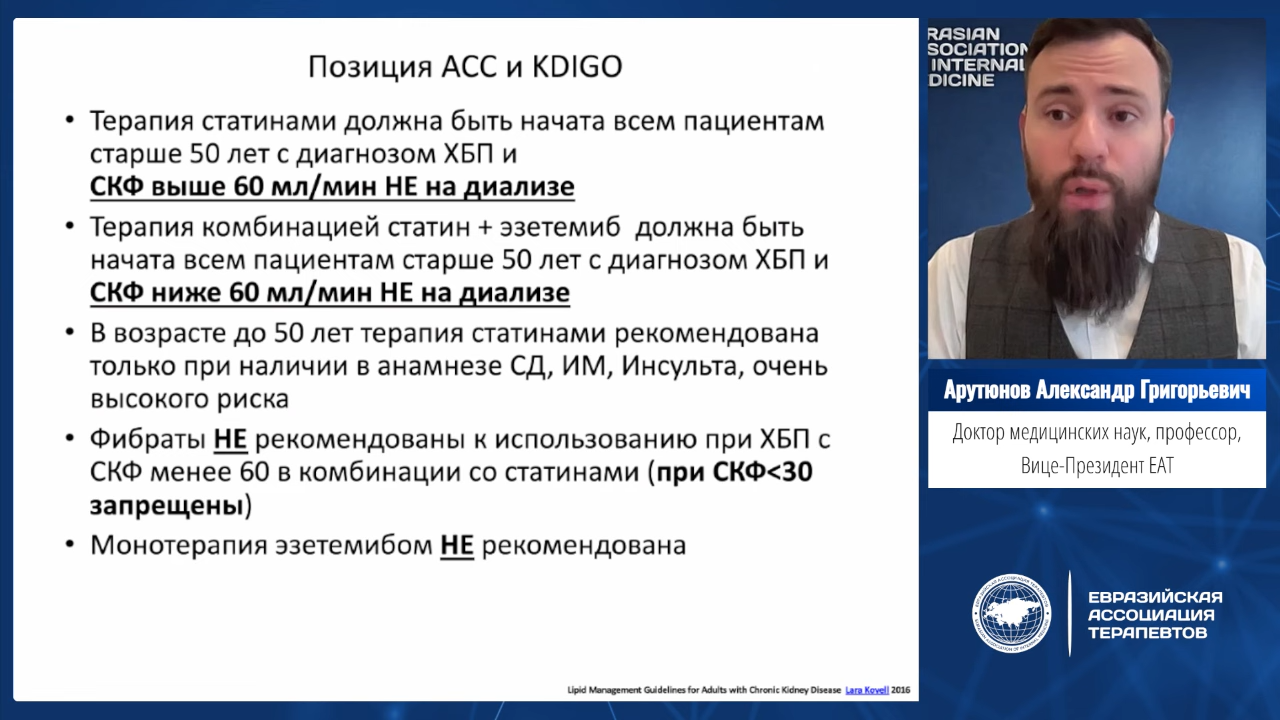 Позиция ACC и KDIGO
• Терапия статинами должна быть начата всем пациентам
старше 50 лет с диагнозом ХБП и
СКФ выше 60 мл/мин НЕ на диализе
• Терапия комбинацией статин + эзетемиб должна быть
начата всем пациентам старше 50 лет с диагнозом ХБП и
СКФ ниже 60 мл/мин НЕ на диализе
• В возрасте до 50 лет терапия статинами рекомендована
только при наличии в анамнезе СД, ИМ, Инсульта, очень
высокого риска
• Фибраты НЕ рекомендованы к использованию при ХБП с
СКФ менее 60 в комбинации со статинами (при СКФ<30
запрещены)
• Монотерапия эзетемибом НЕ рекомендована
Lipid Management Guidelines for Adults with Chronic Kidney Disease Lara Kovell 2016
RASIAN
SOCIATION
INTERNAL
DICINE
Арутюнов Александр Григорьевич
Доктор медицинских наук, профессор,
Вице-Президент ЕАТ
ЕВРАЗИЙСКАЯ
АССОЦИАЦИЯ
ТЕРАПЕВТОВ